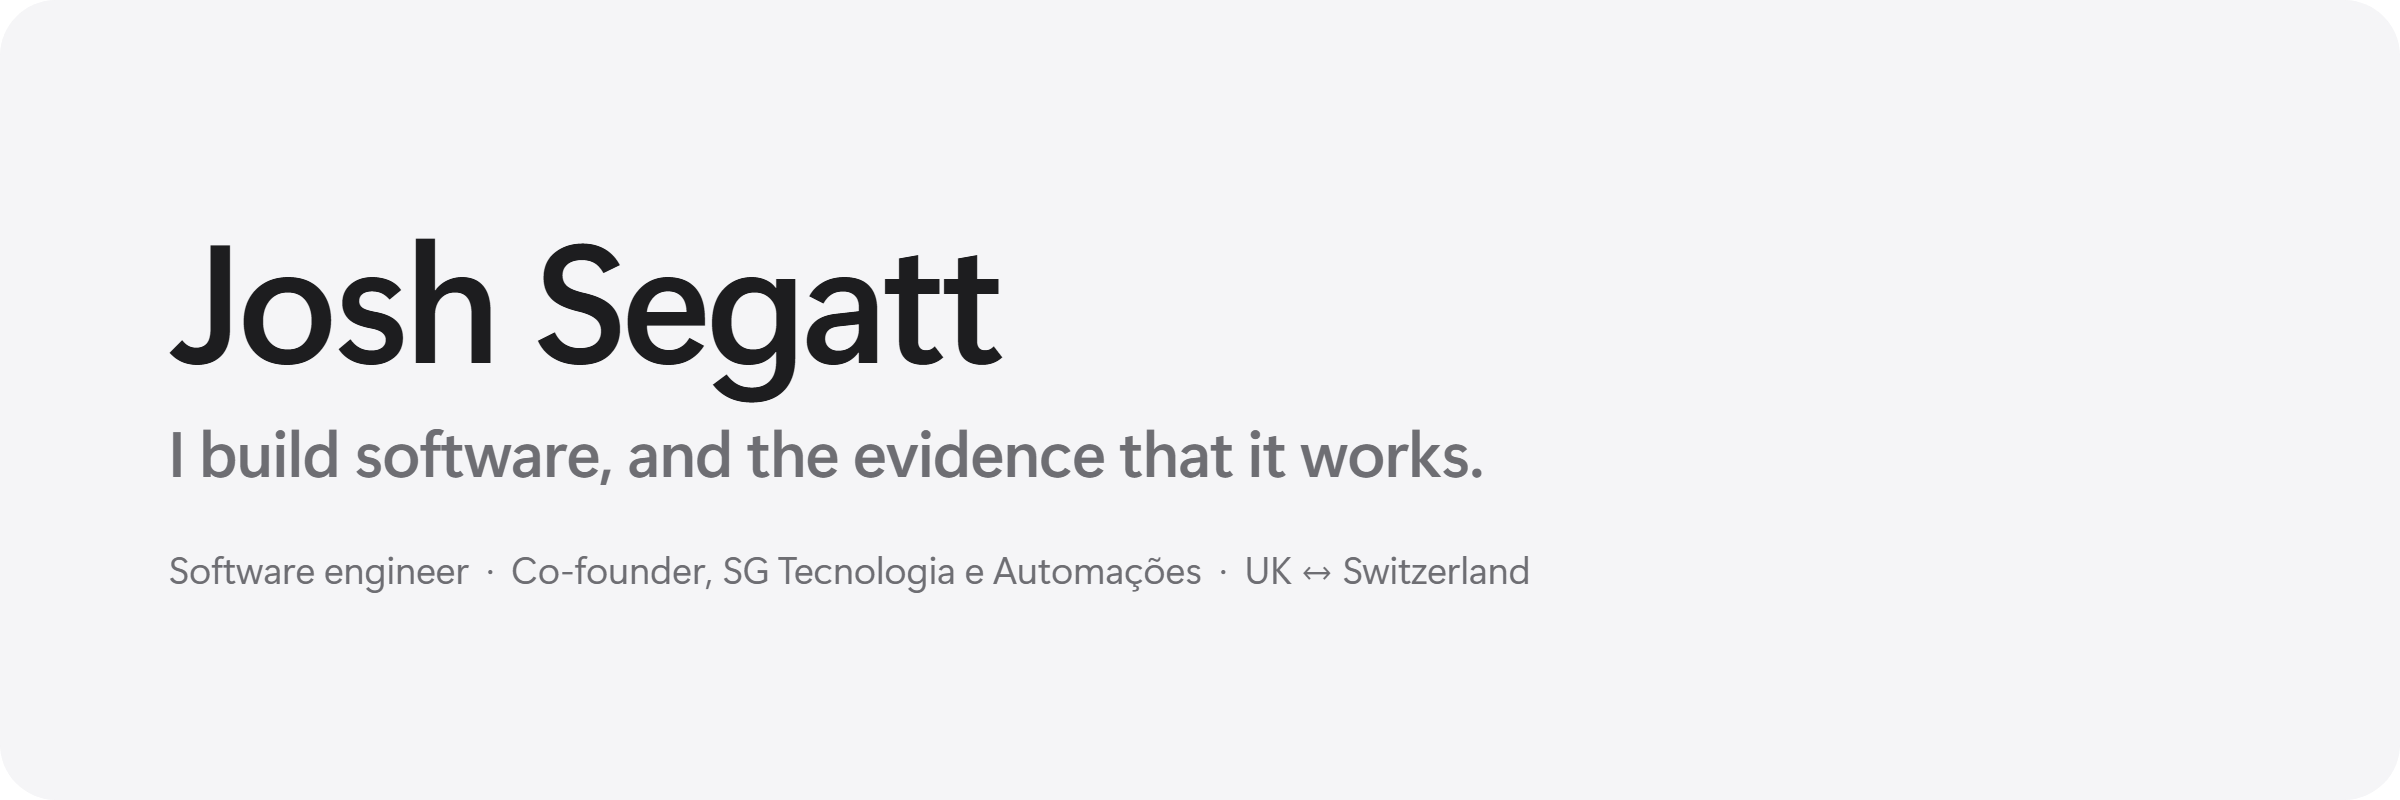 Josh Segatt
I build software, and the evidence that it works.
Software engineer · Co-founder, SG Tecnologia e Automações · UK ↔ Switzerland